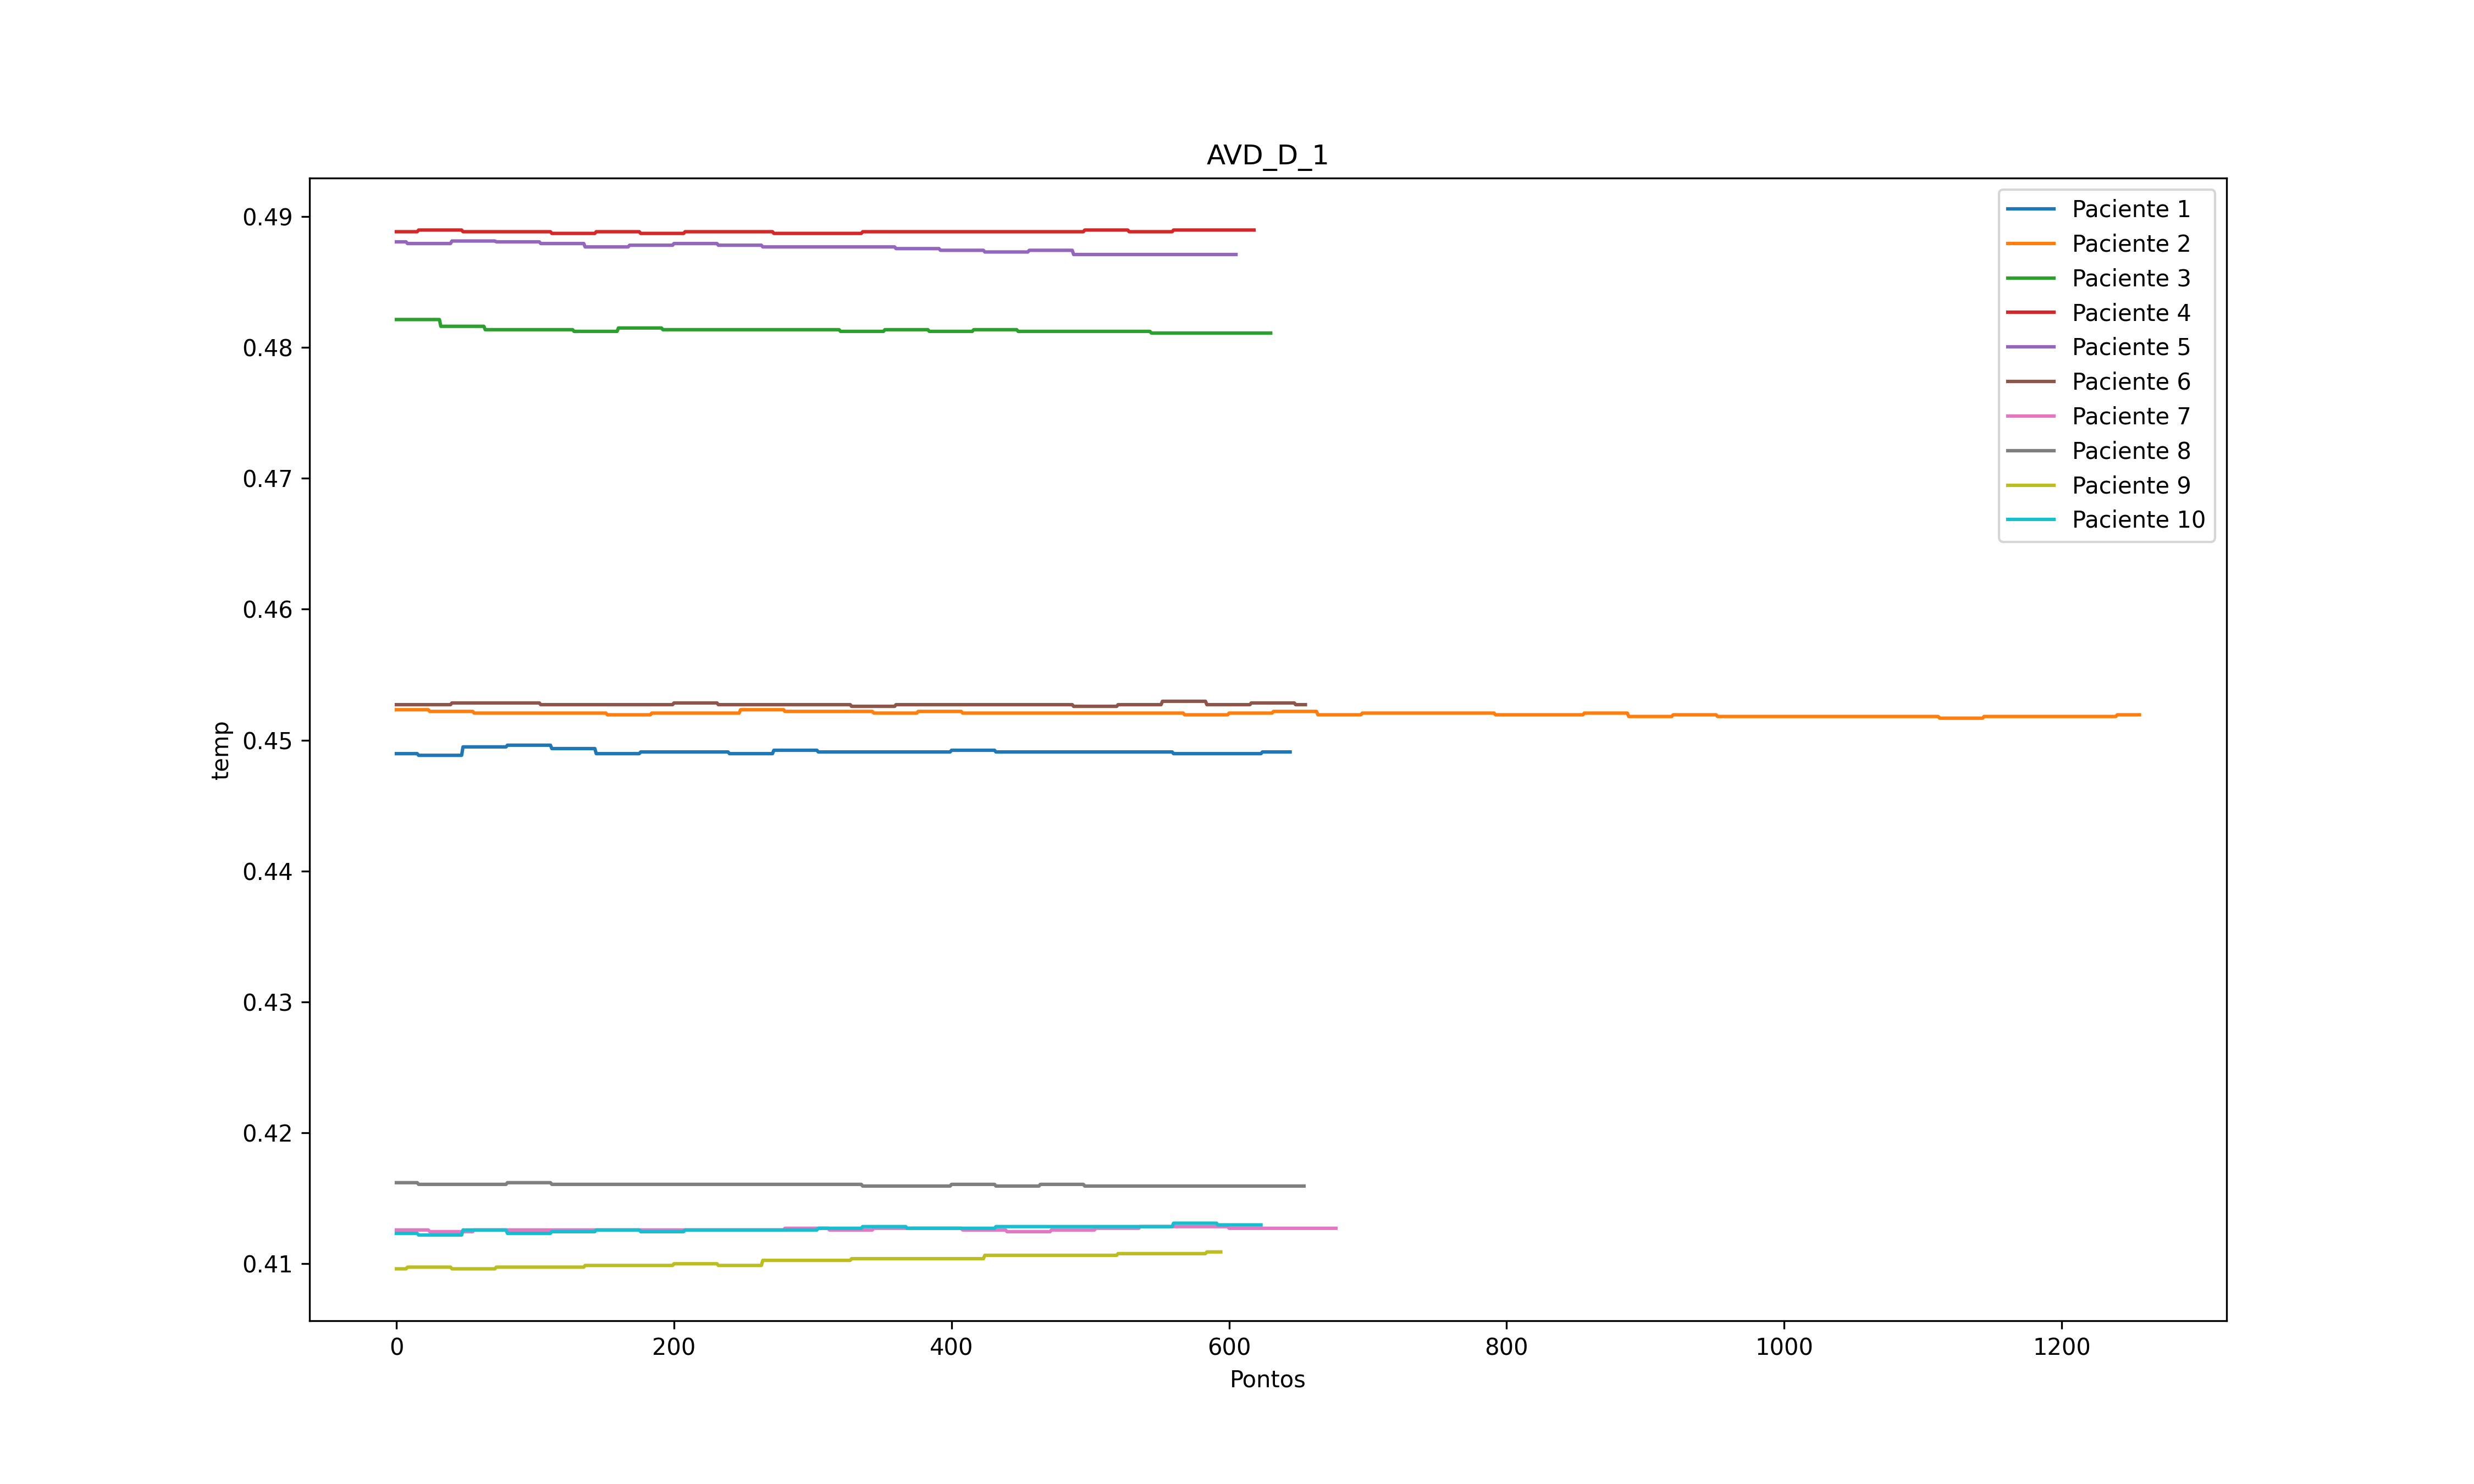 AVD_D_1
0.49
0.48
0.47
0.46
0.45
0.44
0.43
0.42
0.41
temp
0
200
400
600
800
1000
1200
Pontos
Paciente 1
Paciente 2
Paciente 3
Paciente 4
Paciente 5
Paciente 6
Paciente 7
Paciente 8
Paciente 9
Paciente 10